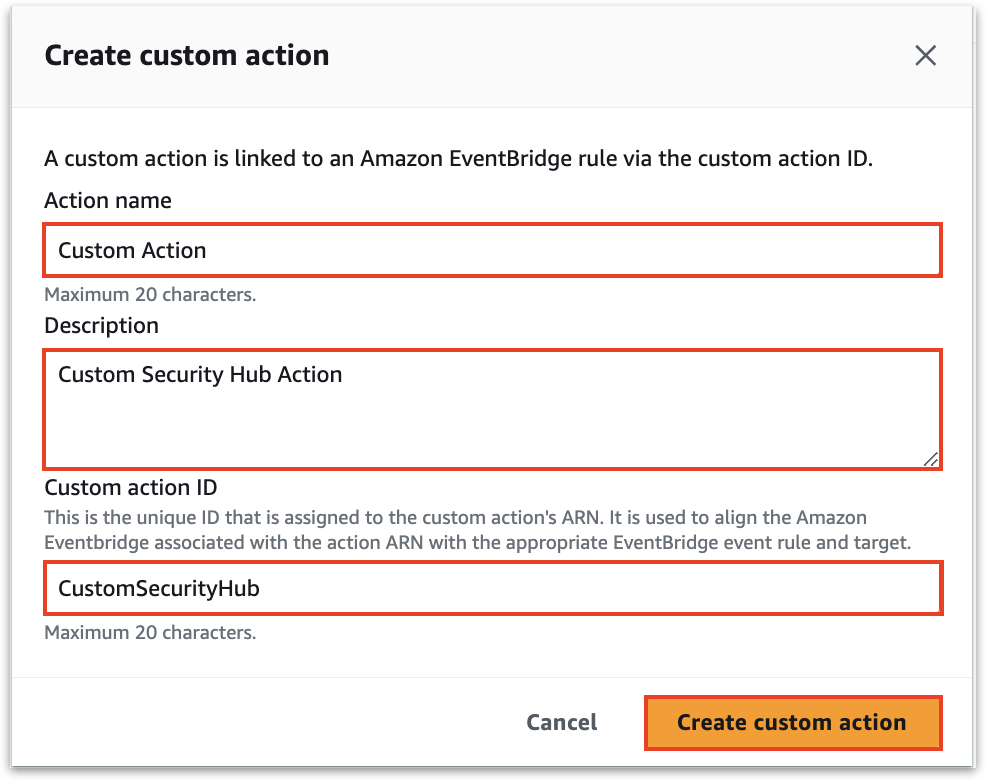 Create custom action
A custom action is linked to an Amazon EventBridge rule via the custom action ID.
Action name
Custom Action
Maximum 20 characters.
Description
Custom Security Hub Action
Custom action ID
This is the unique ID that is assigned to the custom action's ARN. It is used to align the Amazon
Eventbridge associated with the action ARN with the appropriate EventBridge event rule and target.
CustomSecurityHub
Maximum 20 characters.
Cancel
Create custom action